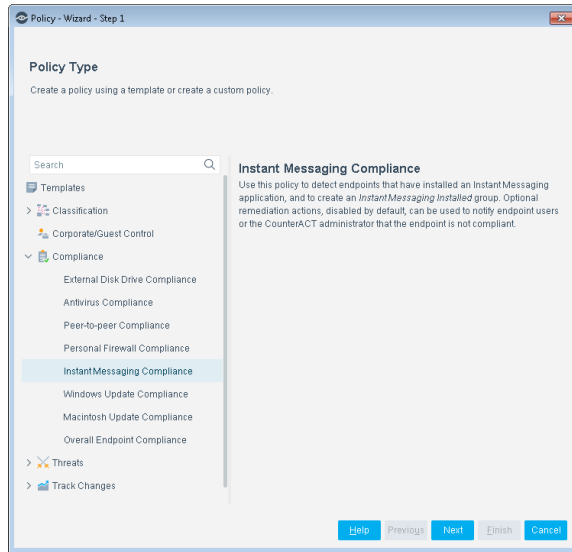 Policy - Wizard - Step 1
Policy Type
Create a policy using a template or create a custom policy.
Search
Templates
Classification
Corporate/Guest Control
Compliance
External Disk Drive Compliance
Antivirus Compliance
Peer-to-peer Compliance
Personal Firewall Compliance
Instant Messaging Compliance
Windows Update Compliance
Macintosh Update Compliance
Overall Endpoint Compliance
Threats
Track Changes
Instant Messaging Compliance
Use this policy to detect endpoints that have installed an Instant Messaging
application, and to create an Instant Messaging Installed group. Optional
remediation actions, disabled by default, can be used to notify endpoint users
or the CounterACT administrator that the endpoint is not compliant.
Help Previous Next Finish Cancel